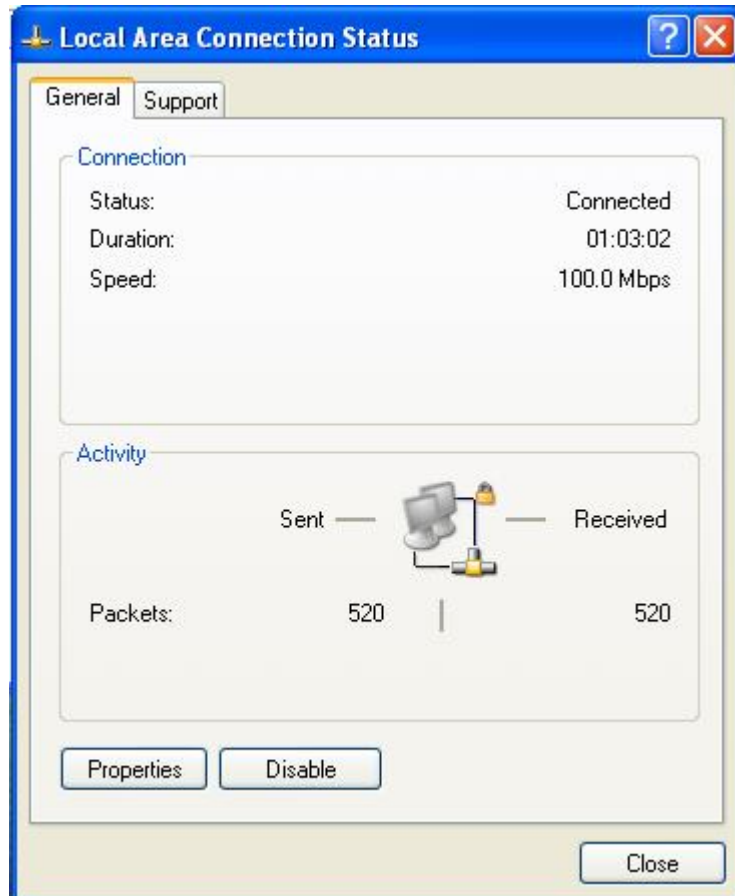 Local Area Connection Status
General Support
Connection
Status: Connected
Duration: 01:03:02
Speed: 100.0 Mbps
Activity
Sent Received
Packets: 520 520
Properties Disable
Close